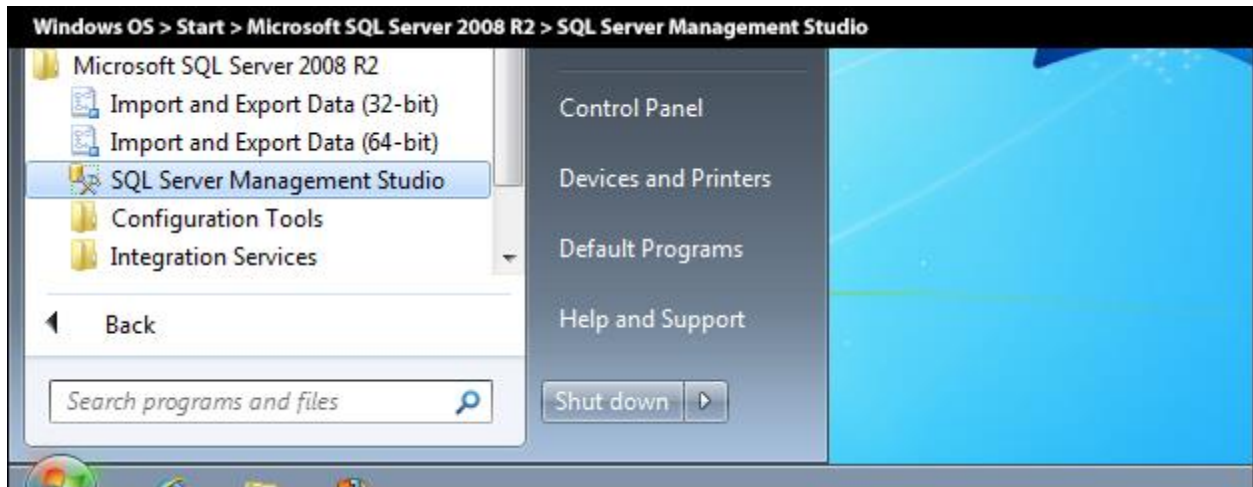 Windows OS > Start > Microsoft SQL Server 2008 R2 > SQL Server Management Studio
Microsoft SQL Server 2008 R2
Import and Export Data (32-bit)
Import and Export Data (64-bit)
SQL Server Management Studio
Configuration Tools
Integration Services
Back
Search programs and files
Control Panel
Devices and Printers
Default Programs
Help and Support
Shut down